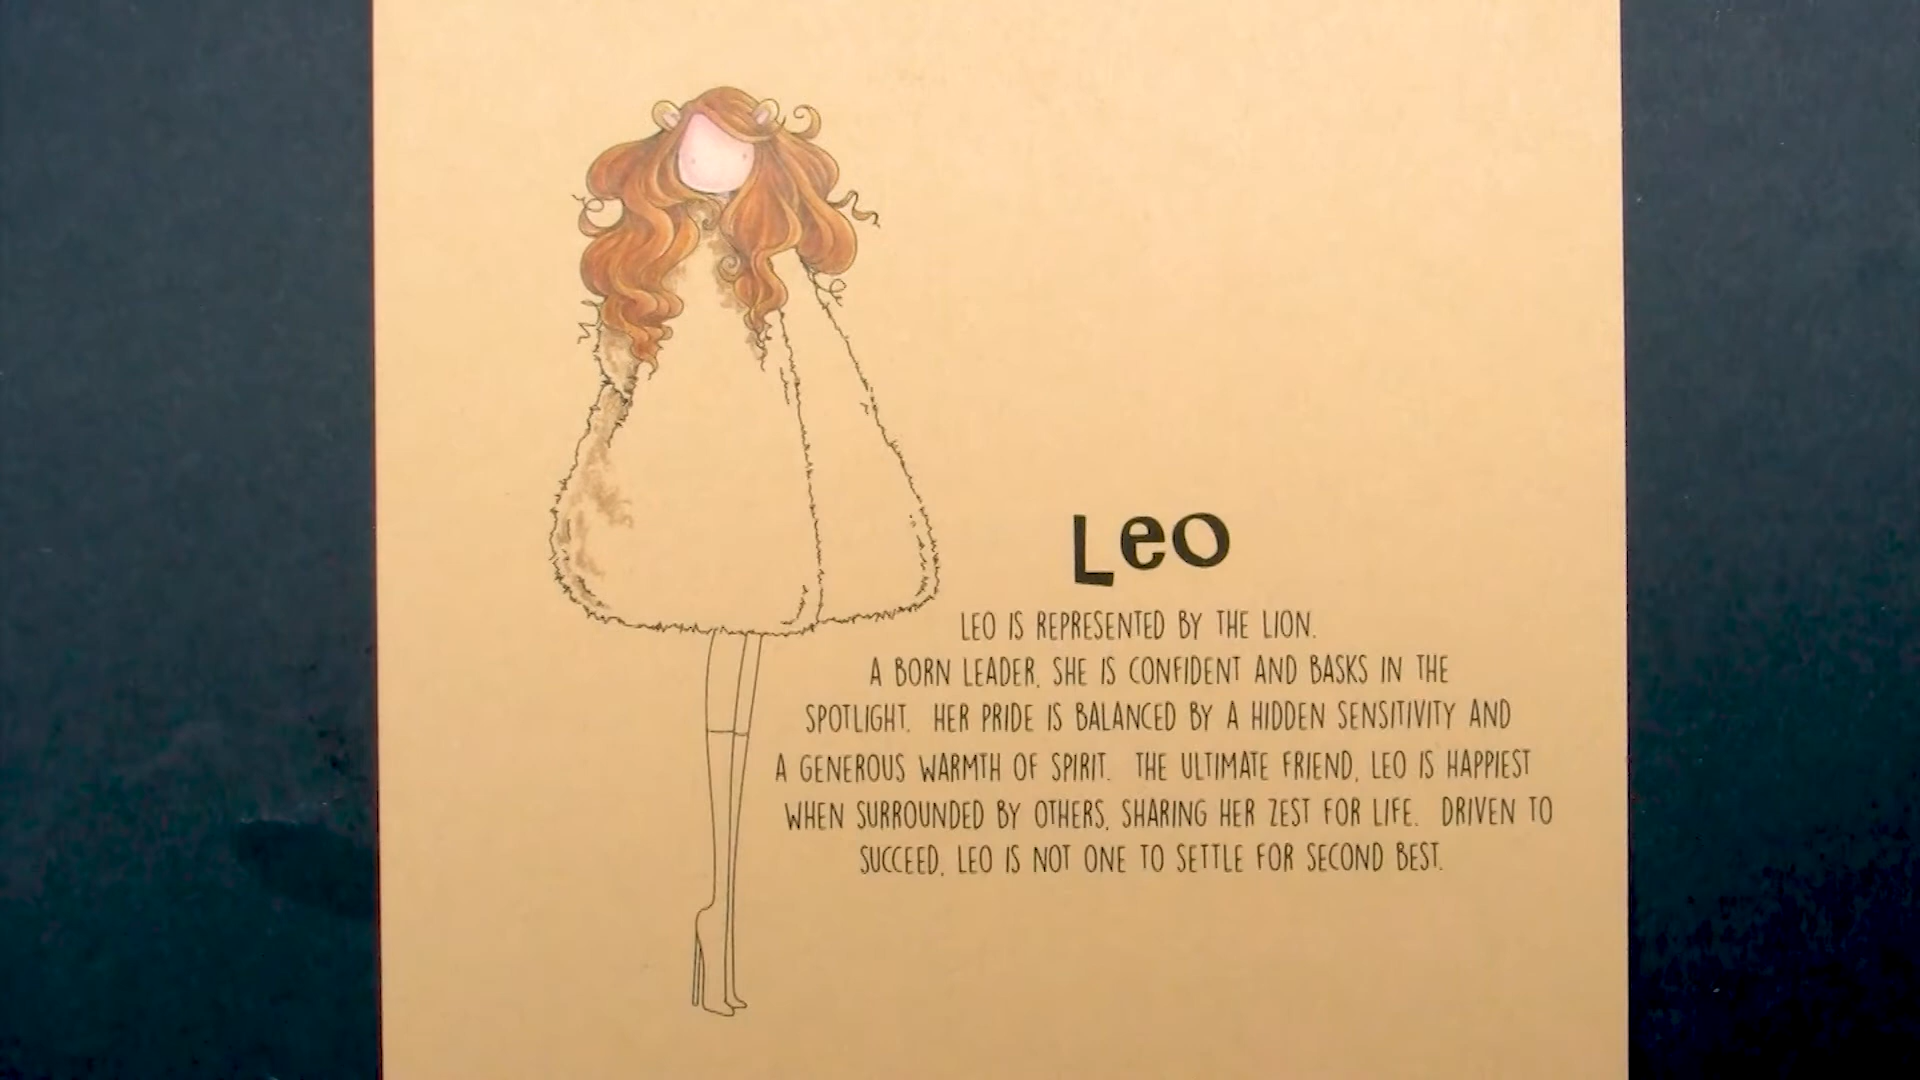 Leo
LEO IS REPRESENTED BY THE LION.
A BORN LEADER, SHE IS CONFIDENT AND BASKS IN THE
SPOTLIGHT. HER PRIDE IS BALANCED BY A HIDDEN SENSITIVITY AND
A GENEROUS WARMTH OF SPIRIT. THE ULTIMATE FRIEND, LEO IS HAPPIEST
WHEN SURROUNDED BY OTHERS, SHARING HER ZEST FOR LIFE. DRIVEN TO
SUCCEED, LEO IS NOT ONE TO SETTLE FOR SECOND BEST.